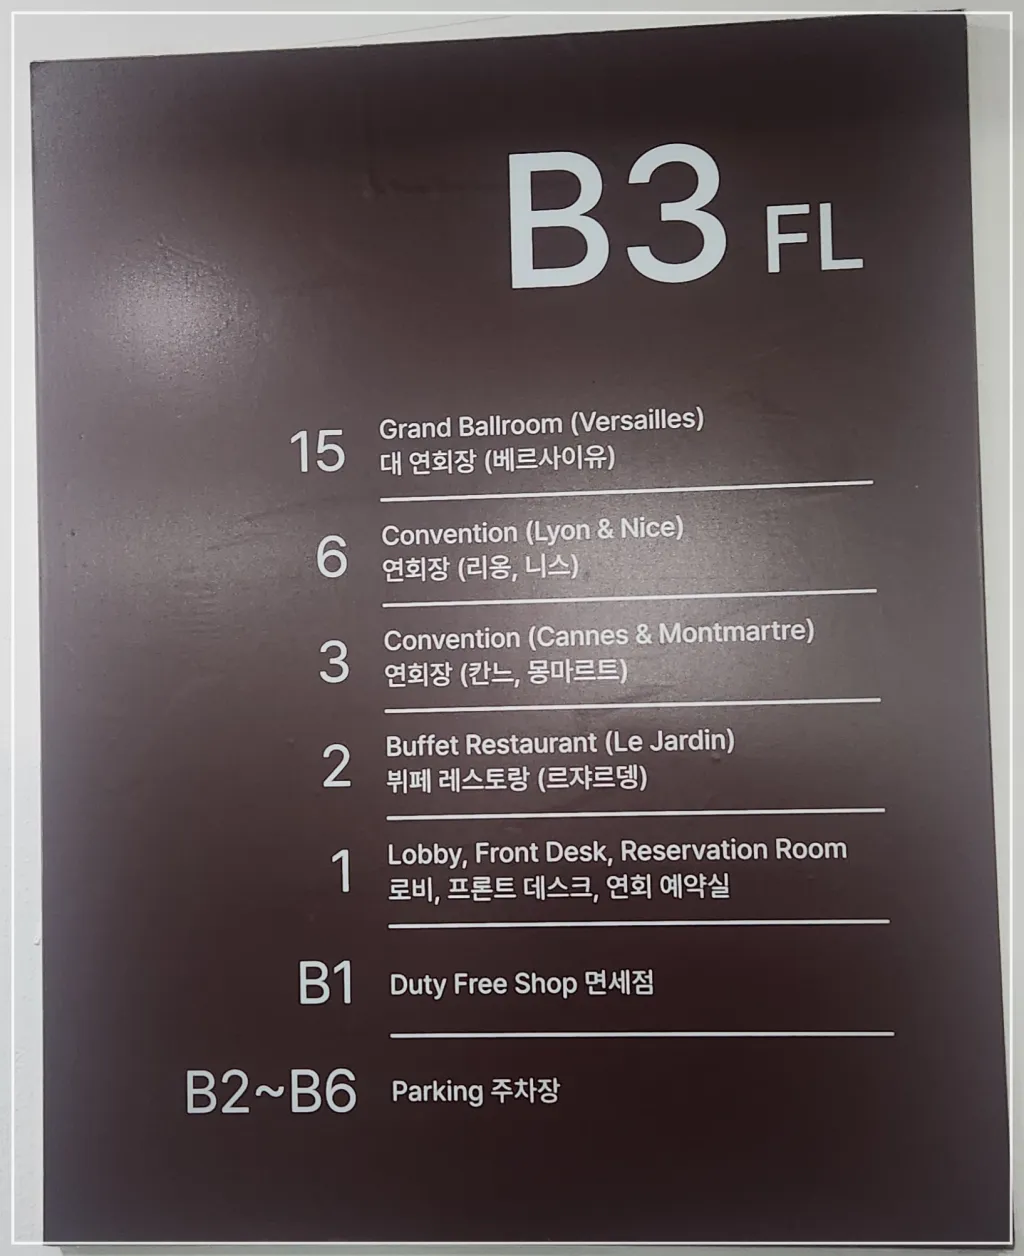 B3 FL
15 Grand Ballroom (Versailles)
대 연회장 (베르사이유)
6 Convention (Lyon & Nice)
연회장 (리옹, 니스)
3 Convention (Cannes & Montmartre)
연회장 (칸느, 몽마르트)
2 Buffet Restaurant (Le Jardin)
뷔페 레스토랑 (르쟈르뎅)
1 Lobby, Front Desk, Reservation Room
로비, 프론트 데스크, 연회 예약실
B1 Duty Free Shop 면세점
B2~B6 Parking 주차장